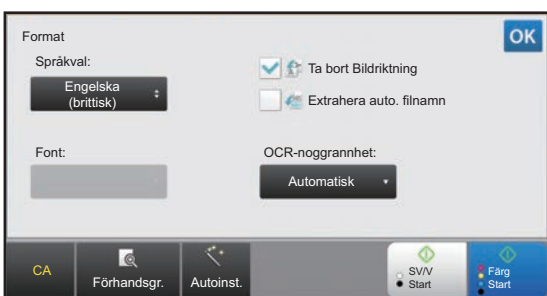 Format
OK
Språkval:
Engelska
(brittisk)
Ta bort Bildriktning
Extrahera auto. filnamn
Font:
OCR-noggrannhet:
Automatisk
CA
Förhandsgr.
Autoinst.
SV/V
Start
Färg
Start